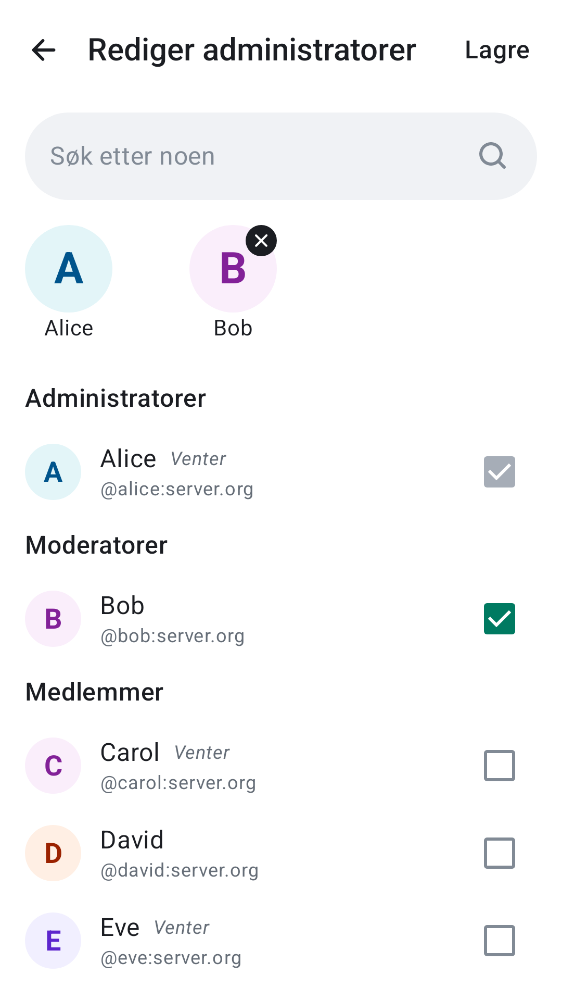 Rediger administratorer Lagre
Søk etter noen
A B
Alice Bob
Administratorer
A Alice Venter
@alice:server.org
Moderatorer
B Bob
@bob:server.org
Medlemmer
C Carol Venter
@carol:server.org
D David
@david:server.org
E Eve Venter
@eve:server.org